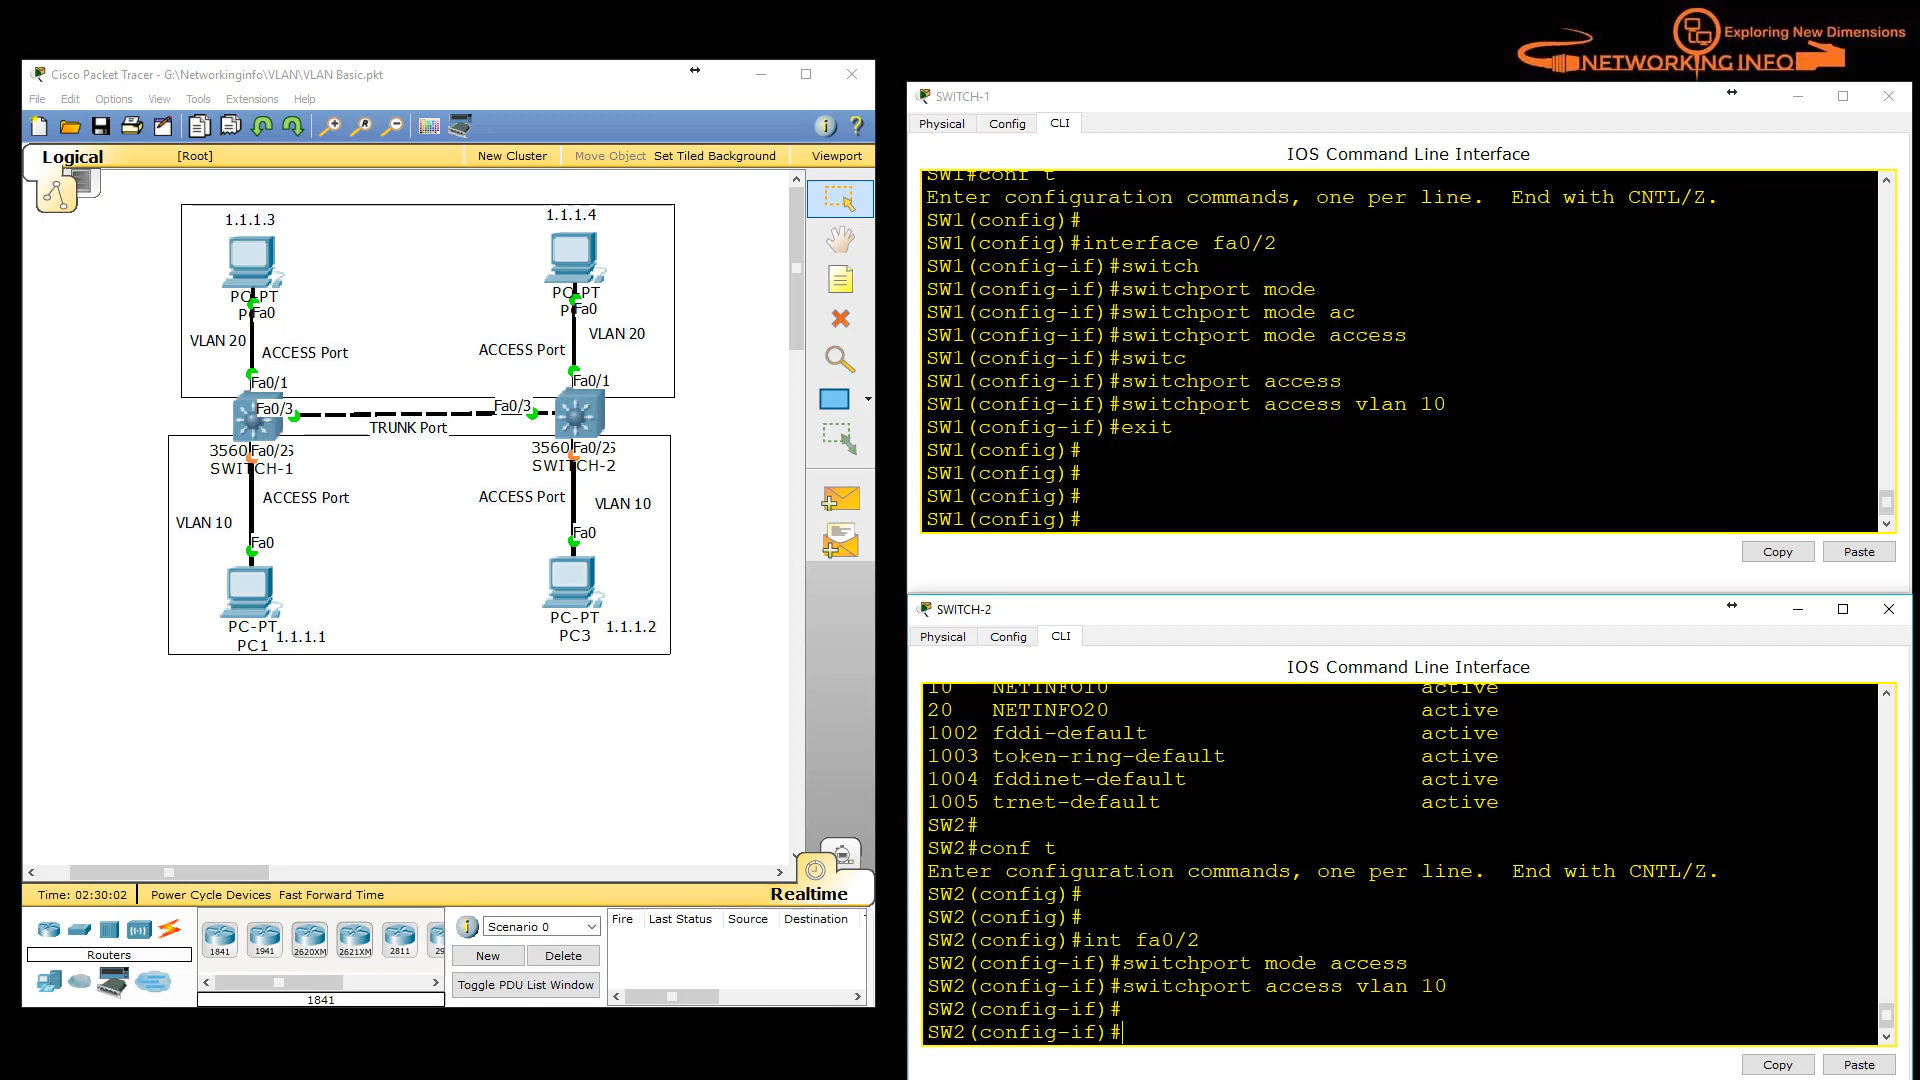 Exploring New Dimensions
NETWORKING INFO
Cisco Packet Tracer - G:\Networkinginfo\VLAN\VLAN Basic.pkt
File Edit Options View Tools Extensions Help
Logical
[Root]
New Cluster
Move Object
Set Tiled Background
Viewport
1.1.1.3
1.1.1.4
PC-PT
PC-PT
Fa0
Fa0
VLAN 20
VLAN 20
ACCESS Port
ACCESS Port
Fa0/1
Fa0/1
Fa0/3
Fa0/3
TRUNK Port
3560
Fa0/2
3560
Fa0/2
SWITCH-1
SWITCH-2
ACCESS Port
ACCESS Port
VLAN 10
VLAN 10
Fa0
Fa0
PC-PT
PC1
1.1.1.1
PC-PT
PC3
1.1.1.2
Time: 02:30:02
Power Cycle Devices Fast Forward Time
Realtime
Routers
1841
1941
2620XM
2621XM
2811
1841
Scenario 0
New
Delete
Toggle PDU List Window
Fire
Last Status
Source
Destination
SWITCH-1
Physical
Config
CLI
IOS Command Line Interface
SW1#conf t
Enter configuration commands, one per line.  End with CNTL/Z.
SW1(config)#
SW1(config)#interface fa0/2
SW1(config-if)#switch
SW1(config-if)#switchport mode
SW1(config-if)#switchport mode ac
SW1(config-if)#switchport mode access
SW1(config-if)#switc
SW1(config-if)#switchport access
SW1(config-if)#switchport access vlan 10
SW1(config-if)#exit
SW1(config)#
SW1(config)#
SW1(config)#
SW1(config)#
Copy
Paste
SWITCH-2
Physical
Config
CLI
IOS Command Line Interface
10   NETINFO10   active
20   NETINFO20   active
1002 fddi-default   active
1003 token-ring-default   active
1004 fddinet-default   active
1005 trnet-default   active
SW2#
SW2#conf t
Enter configuration commands, one per line.  End with CNTL/Z.
SW2(config)#
SW2(config)#
SW2(config)#int fa0/2
SW2(config-if)#switchport mode access
SW2(config-if)#switchport access vlan 10
SW2(config-if)#
SW2(config-if)#
Copy
Paste